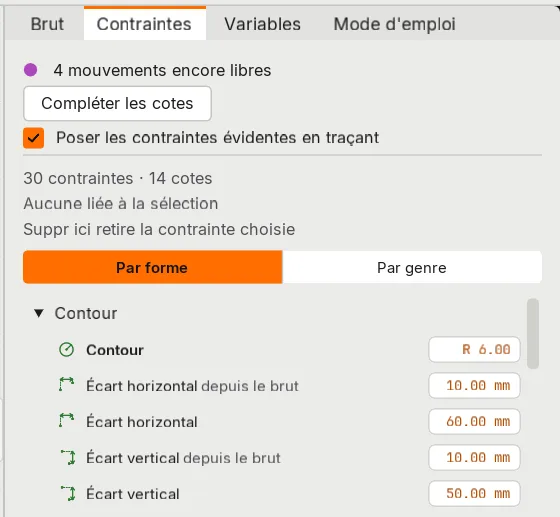 Brut Contraintes Variables Mode d'emploi
4 mouvements encore libres
Compléter les cotes
Poser les contraintes évidentes en traçant
30 contraintes · 14 cotes
Aucune liée à la sélection
Suppr ici retire la contrainte choisie
Par forme Par genre
Contour
Contour R 6.00
Écart horizontal depuis le brut 10.00 mm
Écart horizontal 60.00 mm
Écart vertical depuis le brut 10.00 mm
Écart vertical 50.00 mm